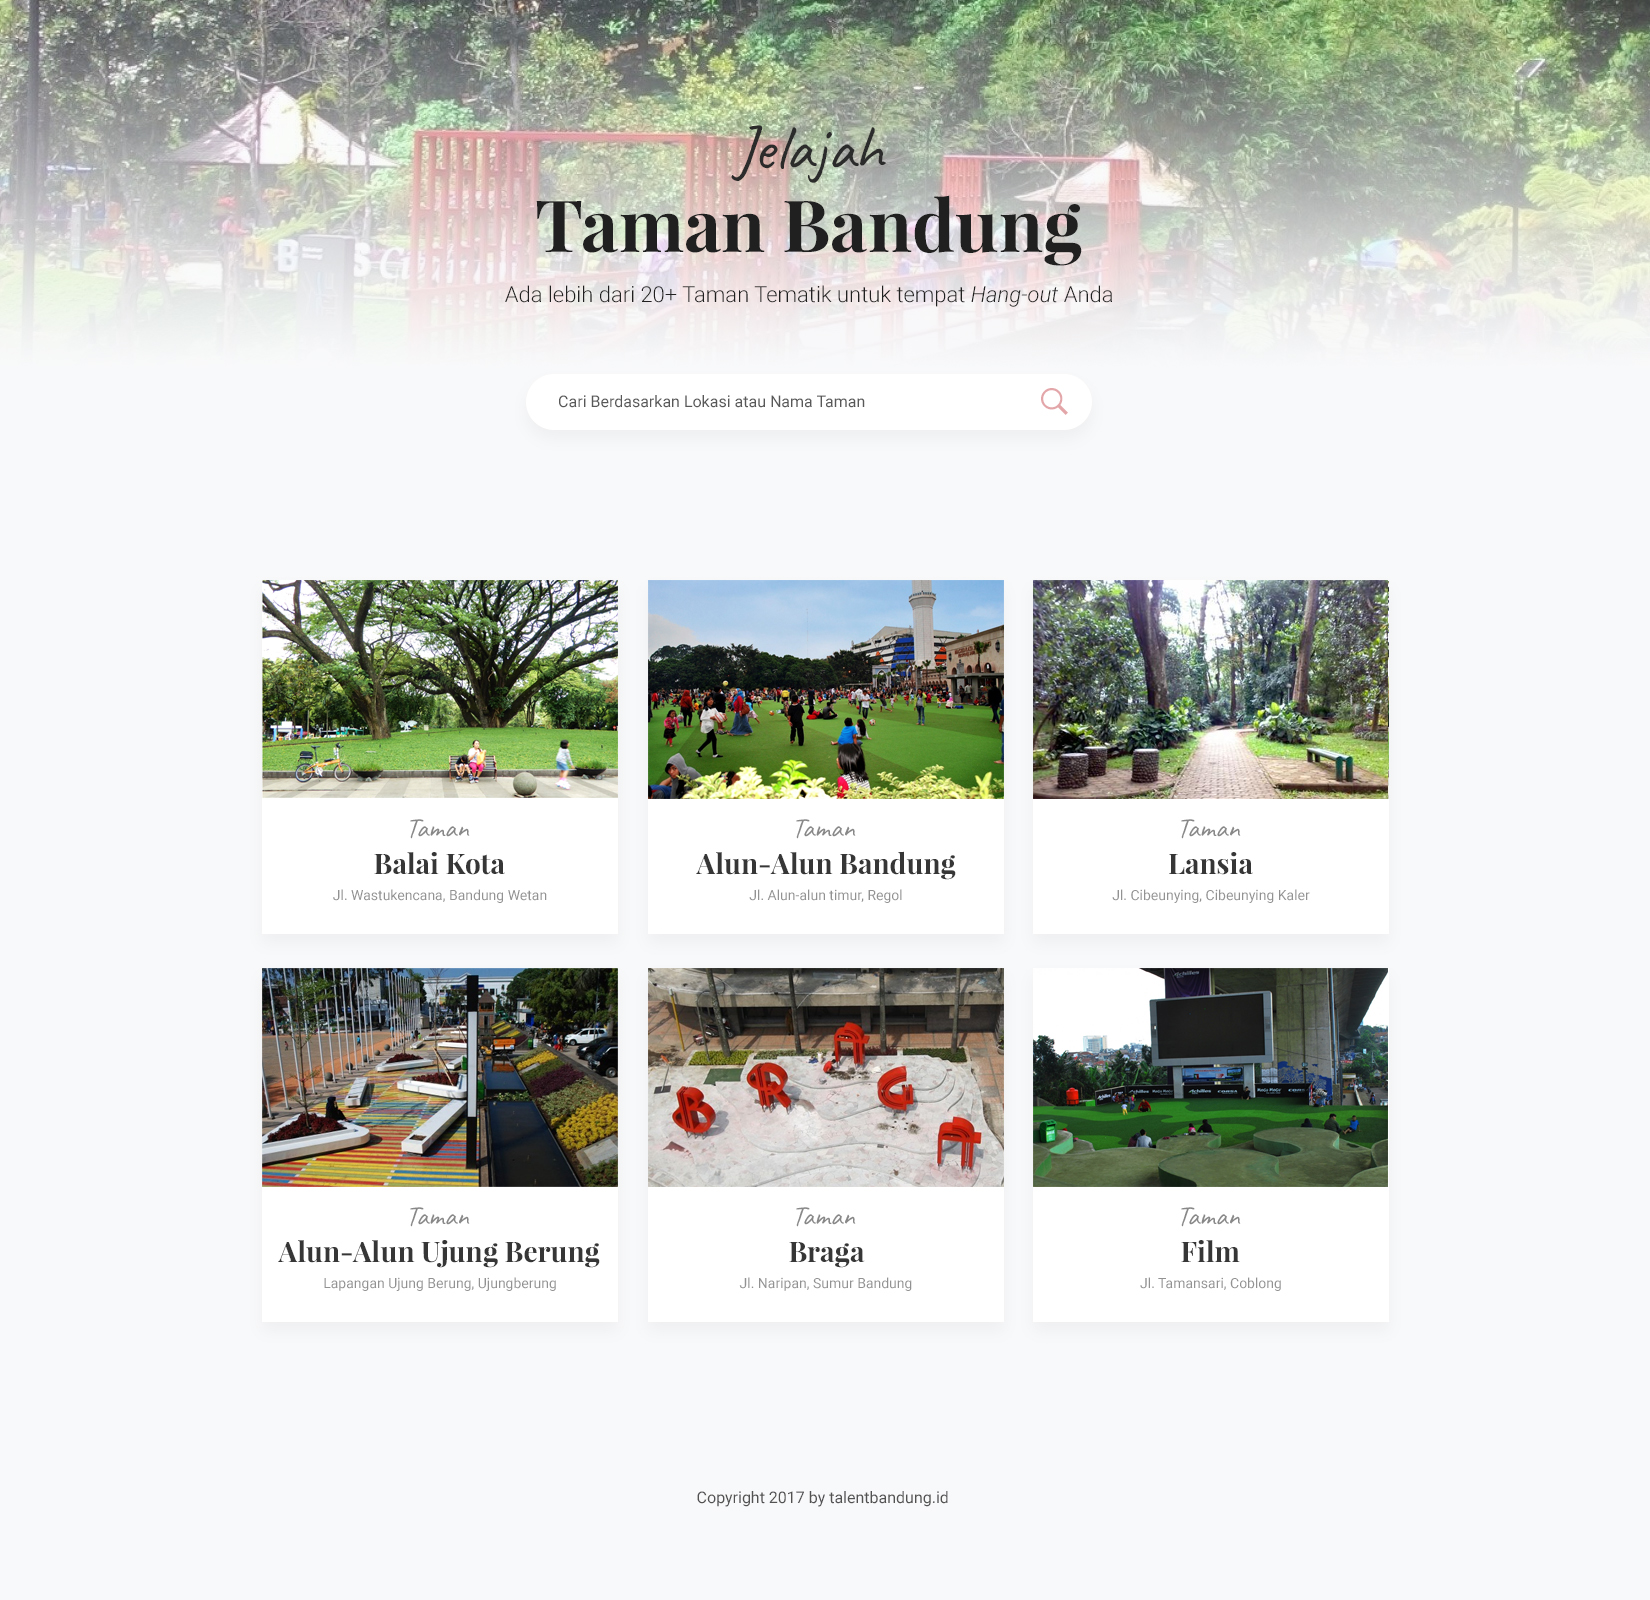 Jelajah
Taman Bandung
Ada lebih dari 20+ Taman Tematik untuk tempat Hang-out Anda
Cari Berdasarkan Lokasi atau Nama Taman
Taman
Balai Kota
Jl. Wastukencana, Bandung Wetan
Taman
Alun-Alun Bandung
Jl. Alun-alun timur, Regol
Taman
Lansia
Jl. Cibeunying, Cibeunying Kaler
BRAGA
Taman
Alun-Alun Ujung Berung
Lapangan Ujung Berung, Ujungberung
Taman
Braga
Jl. Naripan, Sumur Bandung
Taman
Film
Jl. Tamansari, Coblong
Copyright 2017 by talentbandung.id